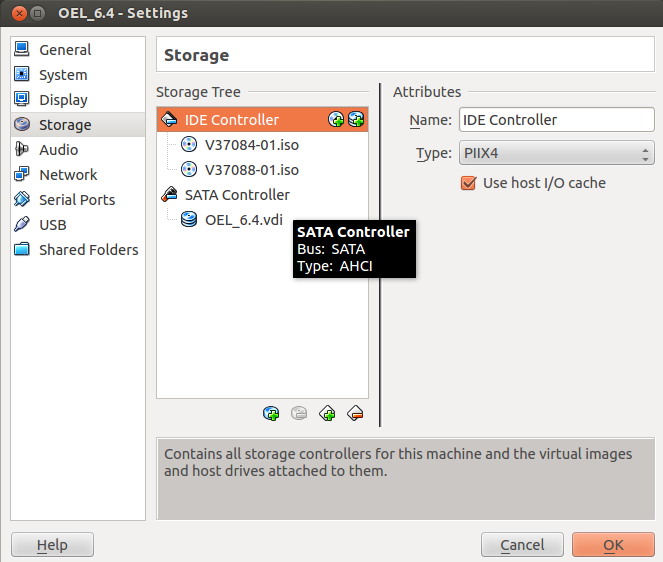 OEL_6.4 - Settings
General
System
Display
Storage
Audio
Network
Serial Ports
USB
Shared Folders
Storage
Storage Tree
IDE Controller
V37084-01.iso
V37088-01.iso
SATA Controller
OEL_6.4.vdi
SATA Controller
Bus: SATA
Type: AHCI
Attributes
Name: IDE Controller
Type: PIIX4
Use host I/O cache
Contains all storage controllers for this machine and the virtual images
and host drives attached to them.
Help
Cancel
OK